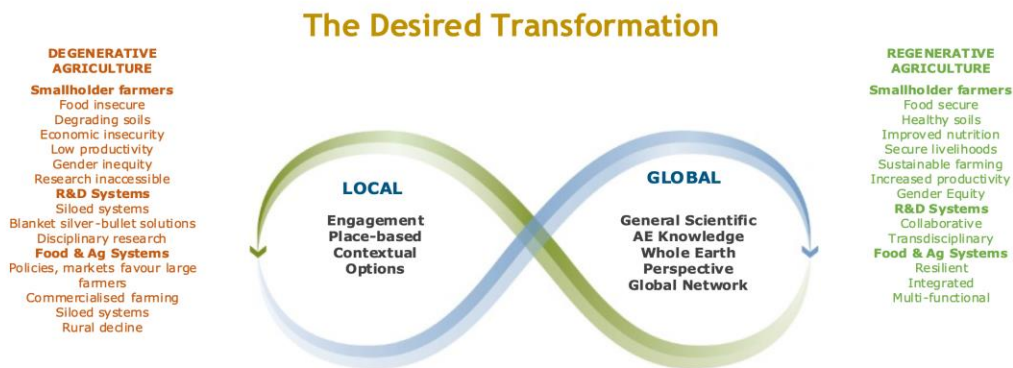 The Desired Transformation
DEGENERATIVE
AGRICULTURE
Smallholder farmers
Food insecure
Degrading soils
Economic insecurity
Low productivity
Gender inequity
Research inaccessible
R&D Systems
Siloed systems
Blanket silver-bullet solutions
Disciplinary research
Food & Ag Systems
Policies, markets favour large
farmers
Commercialised farming
Siloed systems
Rural decline
LOCAL
Engagement
Place-based
Contextual
Options
GLOBAL
General Scientific
AE Knowledge
Whole Earth
Perspective
Global Network
REGENERATIVE
AGRICULTURE
Smallholder farmers
Food secure
Healthy soils
Improved nutrition
Secure livelihoods
Sustainable farming
Increased productivity
Gender Equity
R&D Systems
Collaborative
Transdisciplinary
Food & Ag Systems
Resilient
Integrated
Multi-functional